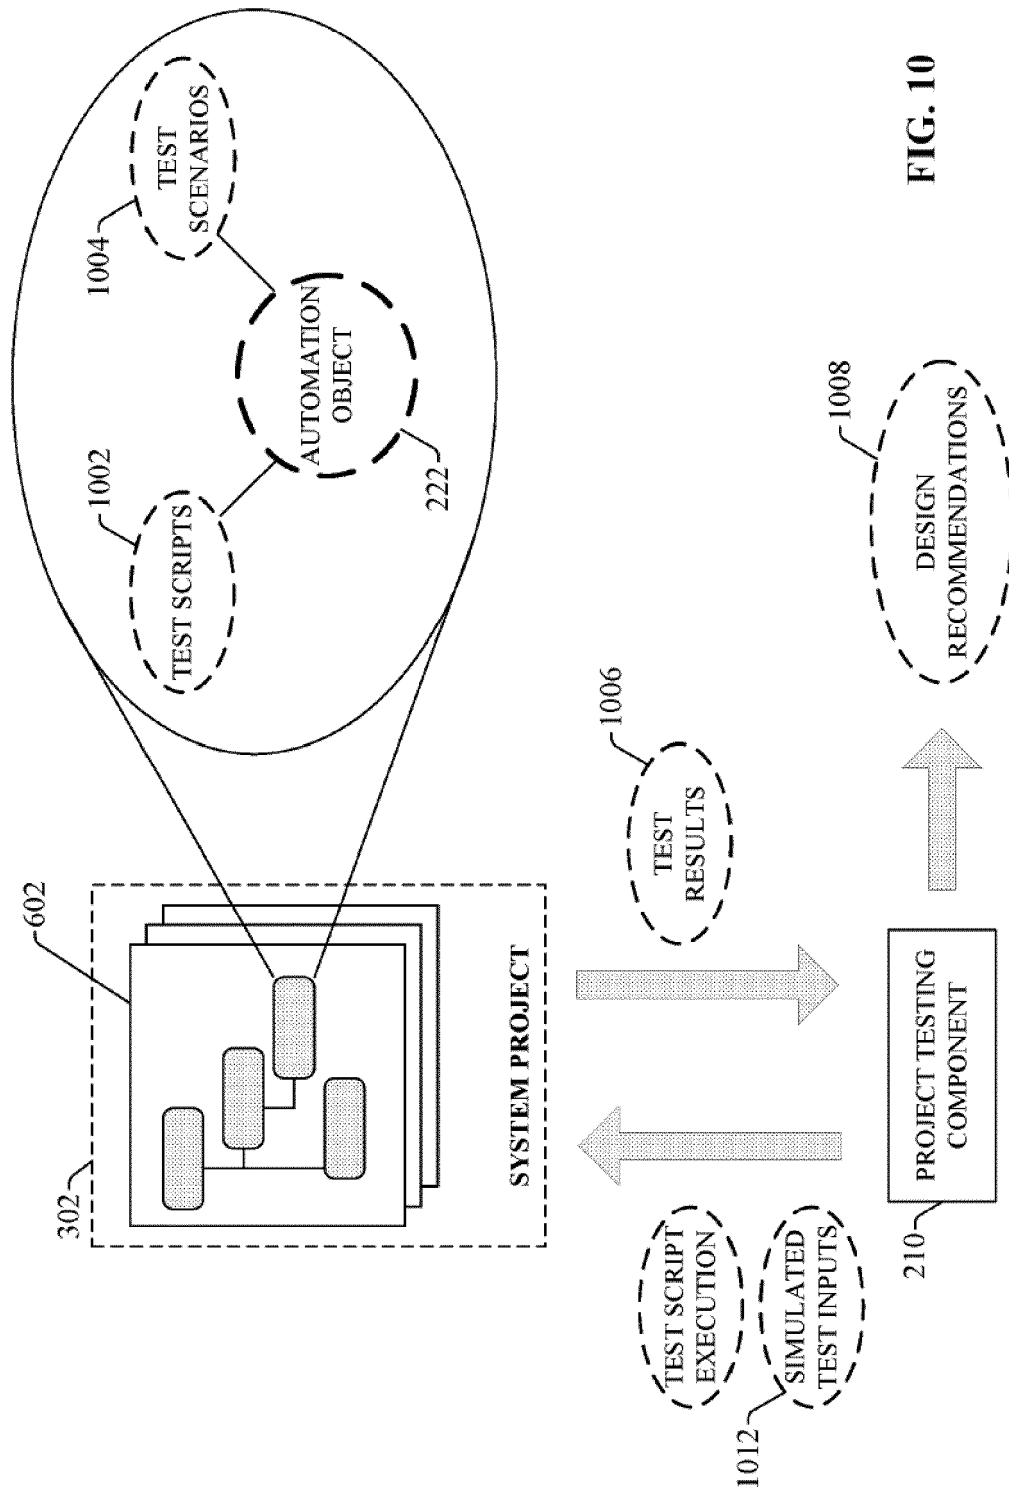 602
302
SYSTEM PROJECT
1002
TEST SCRIPTS
1004
TEST
SCENARIOS
AUTOMATION
OBJECT
222
TEST SCRIPT
EXECUTION
SIMULATED
TEST INPUTS
1012
1006
TEST
RESULTS
210
PROJECT TESTING
COMPONENT
1008
DESIGN
RECOMMENDATIONS
FIG. 10